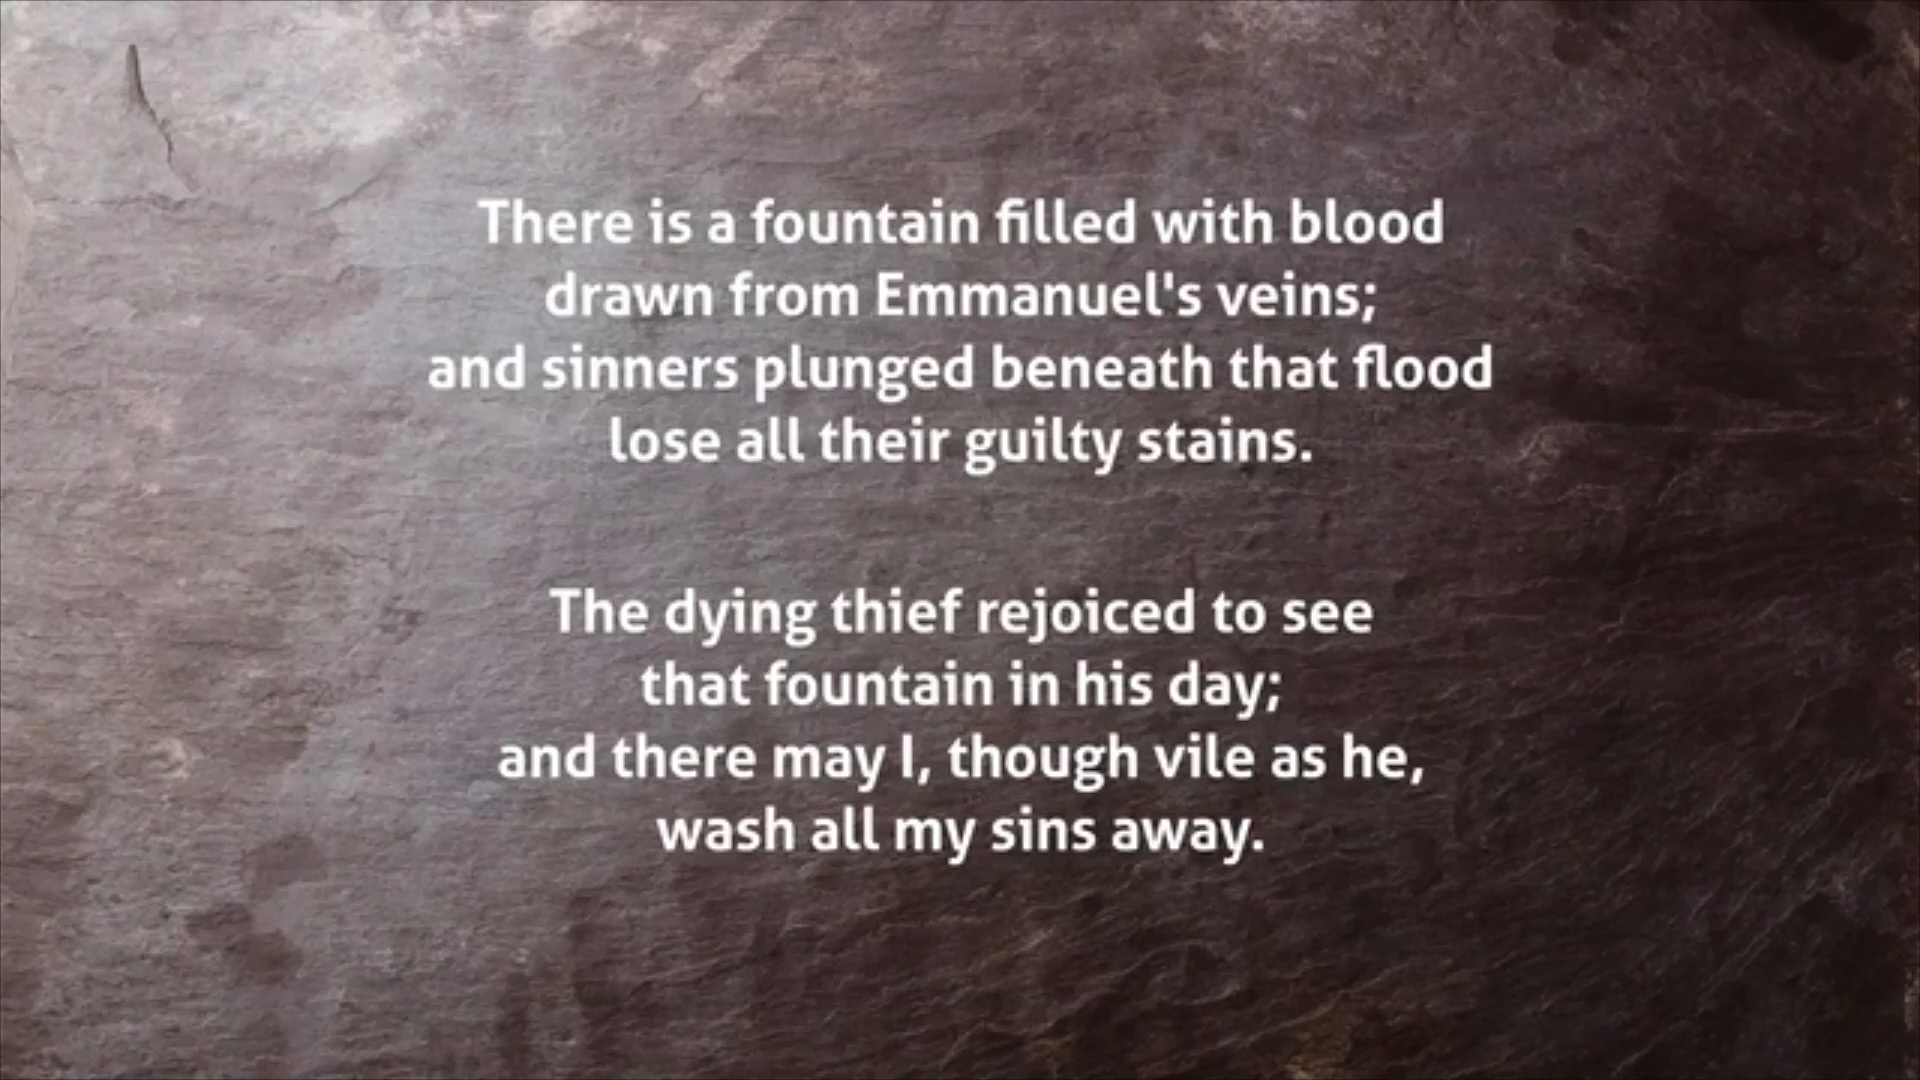 There is a fountain filled with blood
drawn from Emmanuel's veins;
and sinners plunged beneath that flood
lose all their guilty stains.
The dying thief rejoiced to see
that fountain in his day;
and there may I, though vile as he,
wash all my sins away.